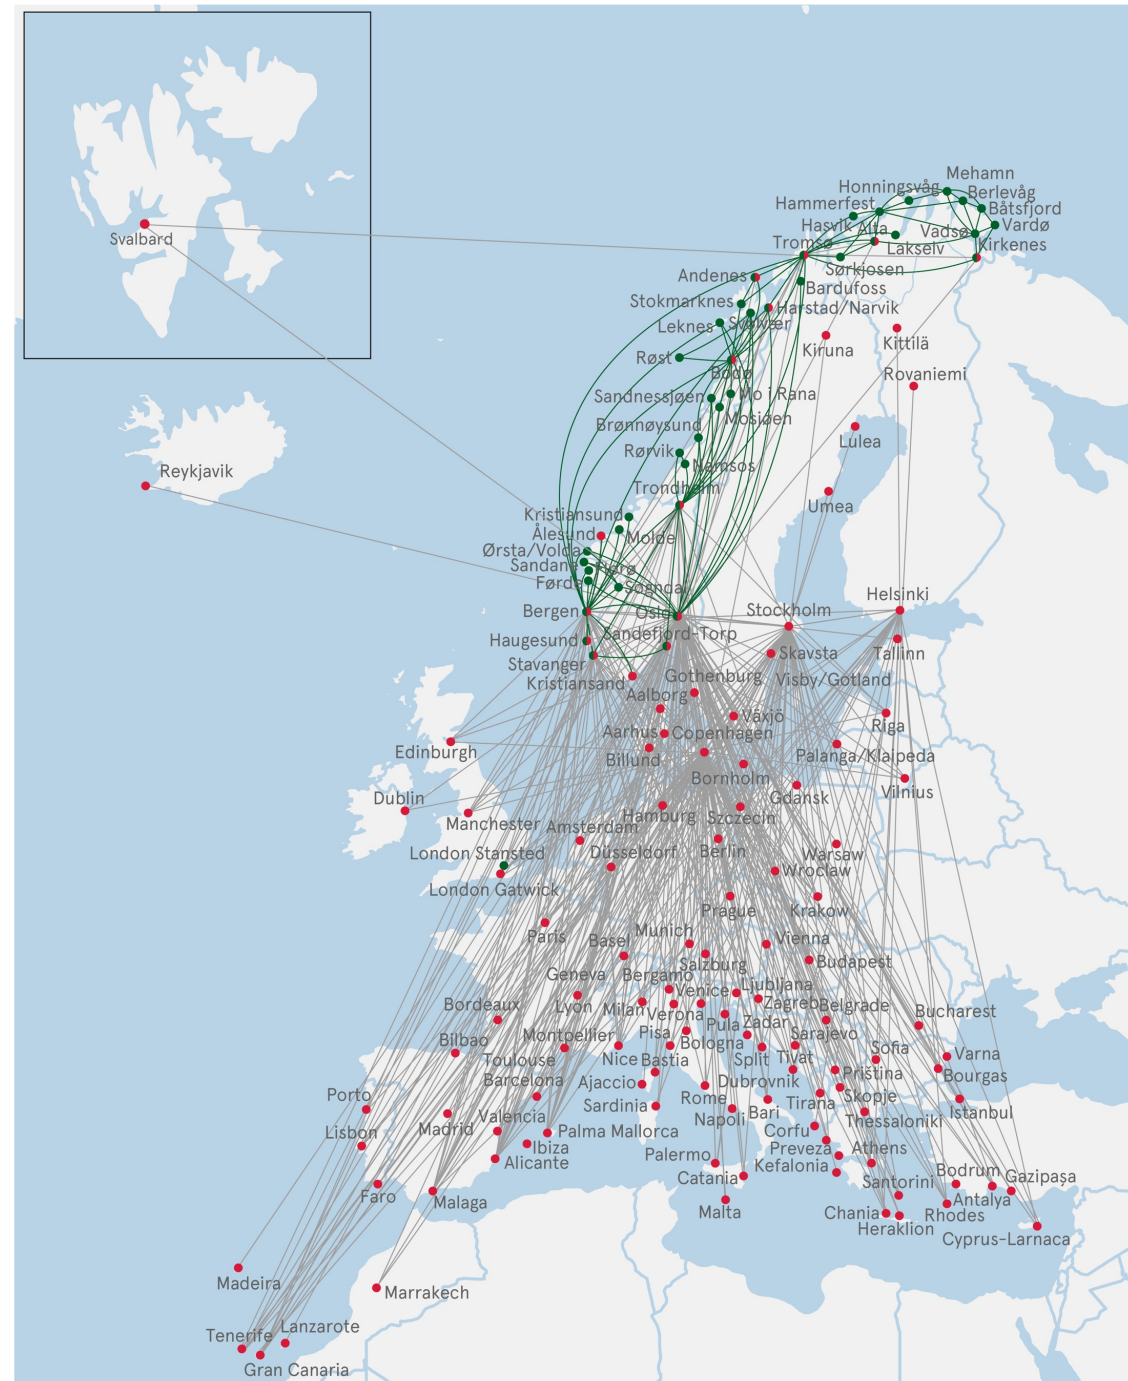 Mehamn
Honningsvåg
Berlevåg
Hammerfest
Båtsfjord
Hasvik
Alta
Vadsø
Vardø
Tromsø
Lakselv
Kirkenes
Svalbard
Sørkjosen
Andenes
Bardufoss
Stokmarknes
Harstad/Narvik
Leknes
Svolvær
Kiruna
Kittilä
Røst
Bodø
Rovaniemi
Sandnessjøen
Mo i Rana
Mosjøen
Brønnøysund
Lulea
Rørvik
Namsos
Reykjavik
Trondheim
Umea
Kristiansund
Ålesund
Molde
Ørsta/Volda
Sandane
Florø
Førde
Sogndal
Helsinki
Bergen
Oslo
Stockholm
Haugesund
Sandefjord-Torp
Skavsta
Tallinn
Stavanger
Gothenburg
Visby/Gotland
Kristiansand
Aalborg
Växjö
Riga
Aarhus
Copenhagen
Edinburgh
Billund
Palanga/Klaipeda
Bornholm
Dublin
Gdansk
Vilnius
Manchester
Hamburg
Szczecin
Amsterdam
London Stansted
Düsseldorf
Berlin
Warsaw
London Gatwick
Wroclaw
Prague
Krakow
Paris
Munich
Vienna
Basel
Salzburg
Budapest
Geneva
Bergamo
Ljubljana
Bordeaux
Lyon
Milan
Venice
Zagreb
Belgrade
Bucharest
Verona
Bilbao
Montpellier
Pisa
Pula
Zadar
Sarajevo
Toulouse
Nice
Bologna
Split
Tivat
Sofia
Varna
Barcelona
Bastia
Priština
Bourgas
Ajaccio
Dubrovnik
Porto
Sardinia
Rome
Tirana
Skopje
Istanbul
Valencia
Napoli
Bari
Thessaloniki
Lisbon
Madrid
Ibiza
Palma Mallorca
Corfu
Alicante
Palermo
Preveza
Athens
Kefalonia
Faro
Malaga
Catania
Santorini
Bodrum
Gazipaşa
Antalya
Malta
Chania
Rhodes
Heraklion
Cyprus-Larnaca
Madeira
Marrakech
Tenerife
Lanzarote
Gran Canaria